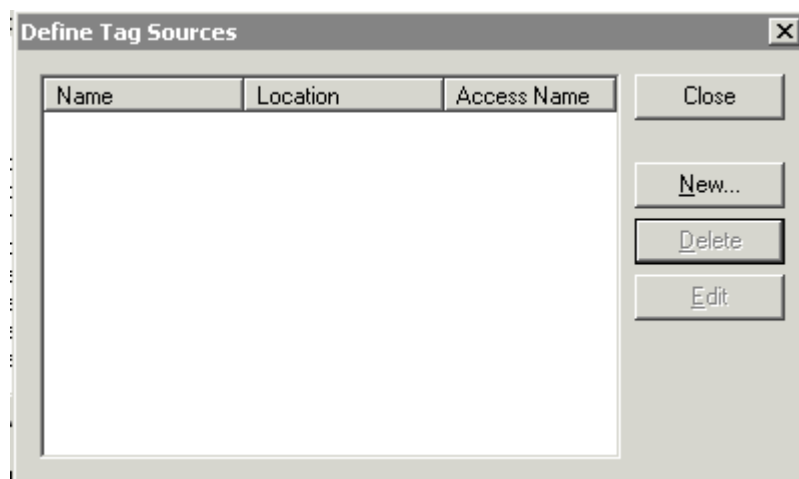 Define Tag Sources
Name Location Access Name
Close
New...
Delete
Edit